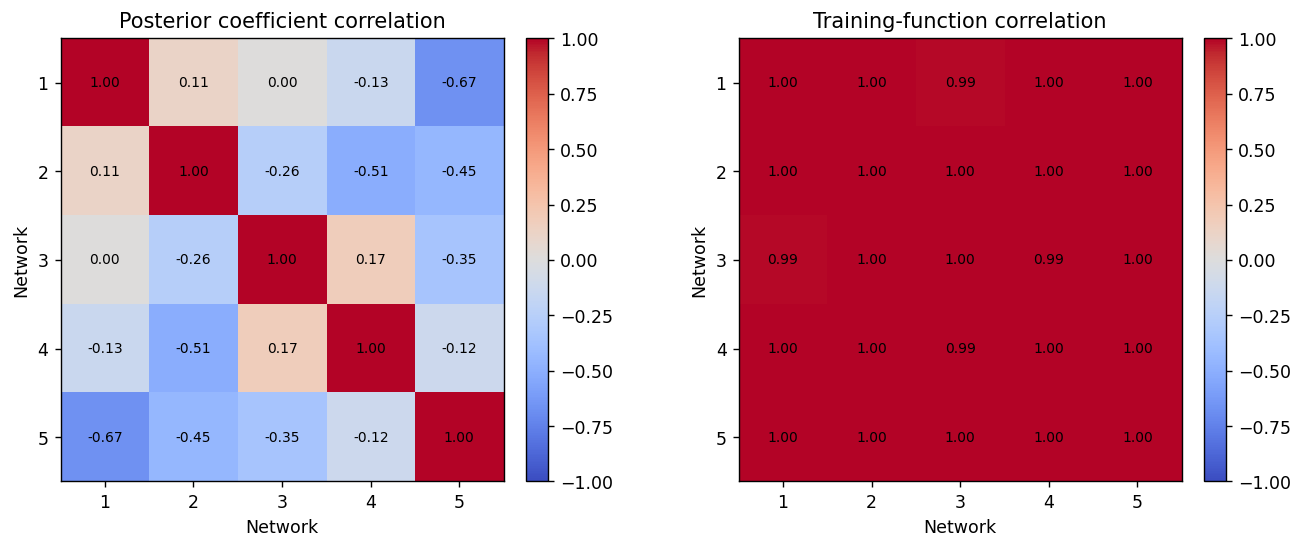 Posterior coefficient correlation
1 1.00 0.11 0.00 -0.13 -0.67
2 0.11 1.00 -0.26 -0.51 -0.45
3 0.00 -0.26 1.00 0.17 -0.35
4 -0.13 -0.51 0.17 1.00 -0.12
5 -0.67 -0.45 -0.35 -0.12 1.00
1 2 3 4 5
Network
Network
1.00
0.75
0.50
0.25
0.00
−0.25
−0.50
−0.75
−1.00
Training-function correlation
1 1.00 1.00 0.99 1.00 1.00
2 1.00 1.00 1.00 1.00 1.00
3 0.99 1.00 1.00 0.99 1.00
4 1.00 1.00 0.99 1.00 1.00
5 1.00 1.00 1.00 1.00 1.00
1 2 3 4 5
Network
Network
1.00
0.75
0.50
0.25
0.00
−0.25
−0.50
−0.75
−1.00